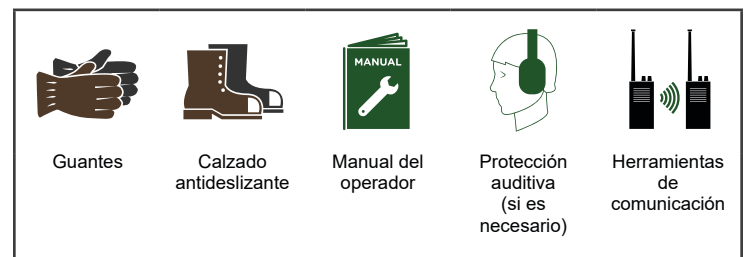 MANUAL
Guantes
Calzado
antideslizante
Manual del
operador
Protección
auditiva
(si es
necesario)
Herramientas
de
comunicación